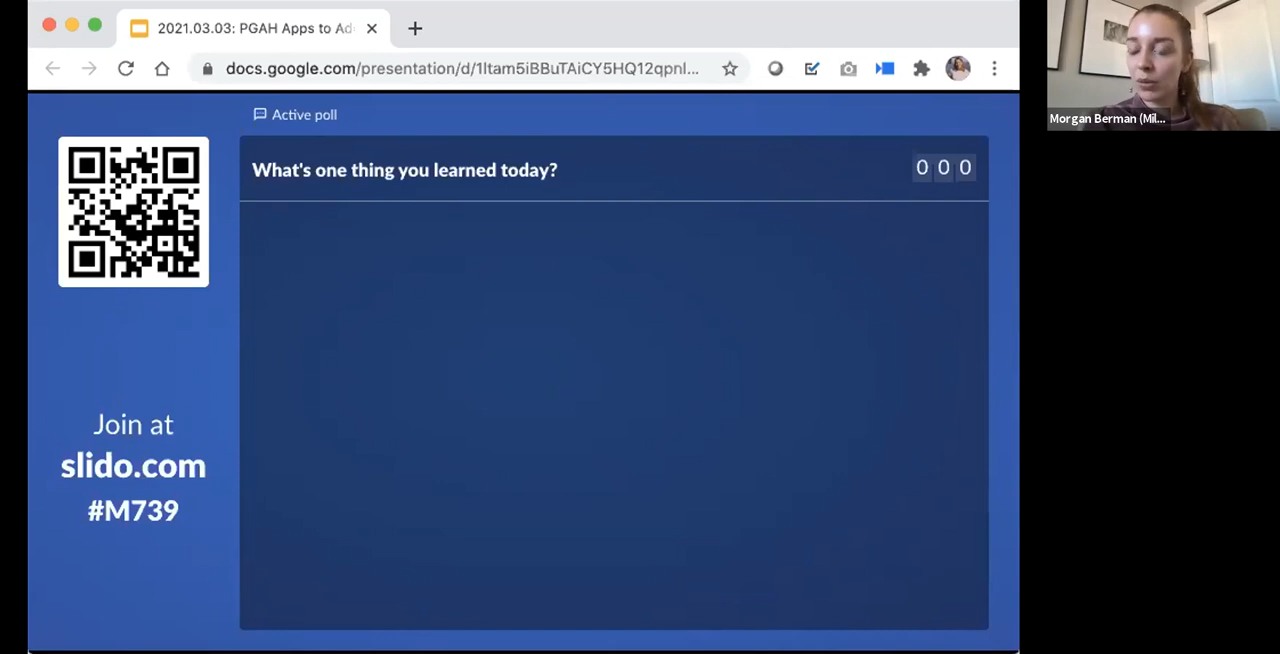 2021.03.03: PGAH Apps to Ad
docs.google.com/presentation/d/1ltam5iBBuTAiCY5HQ12qpnl...
Active poll
What's one thing you learned today?
0 0 0
Join at
slido.com
#M739
Morgan Berman (Mil...